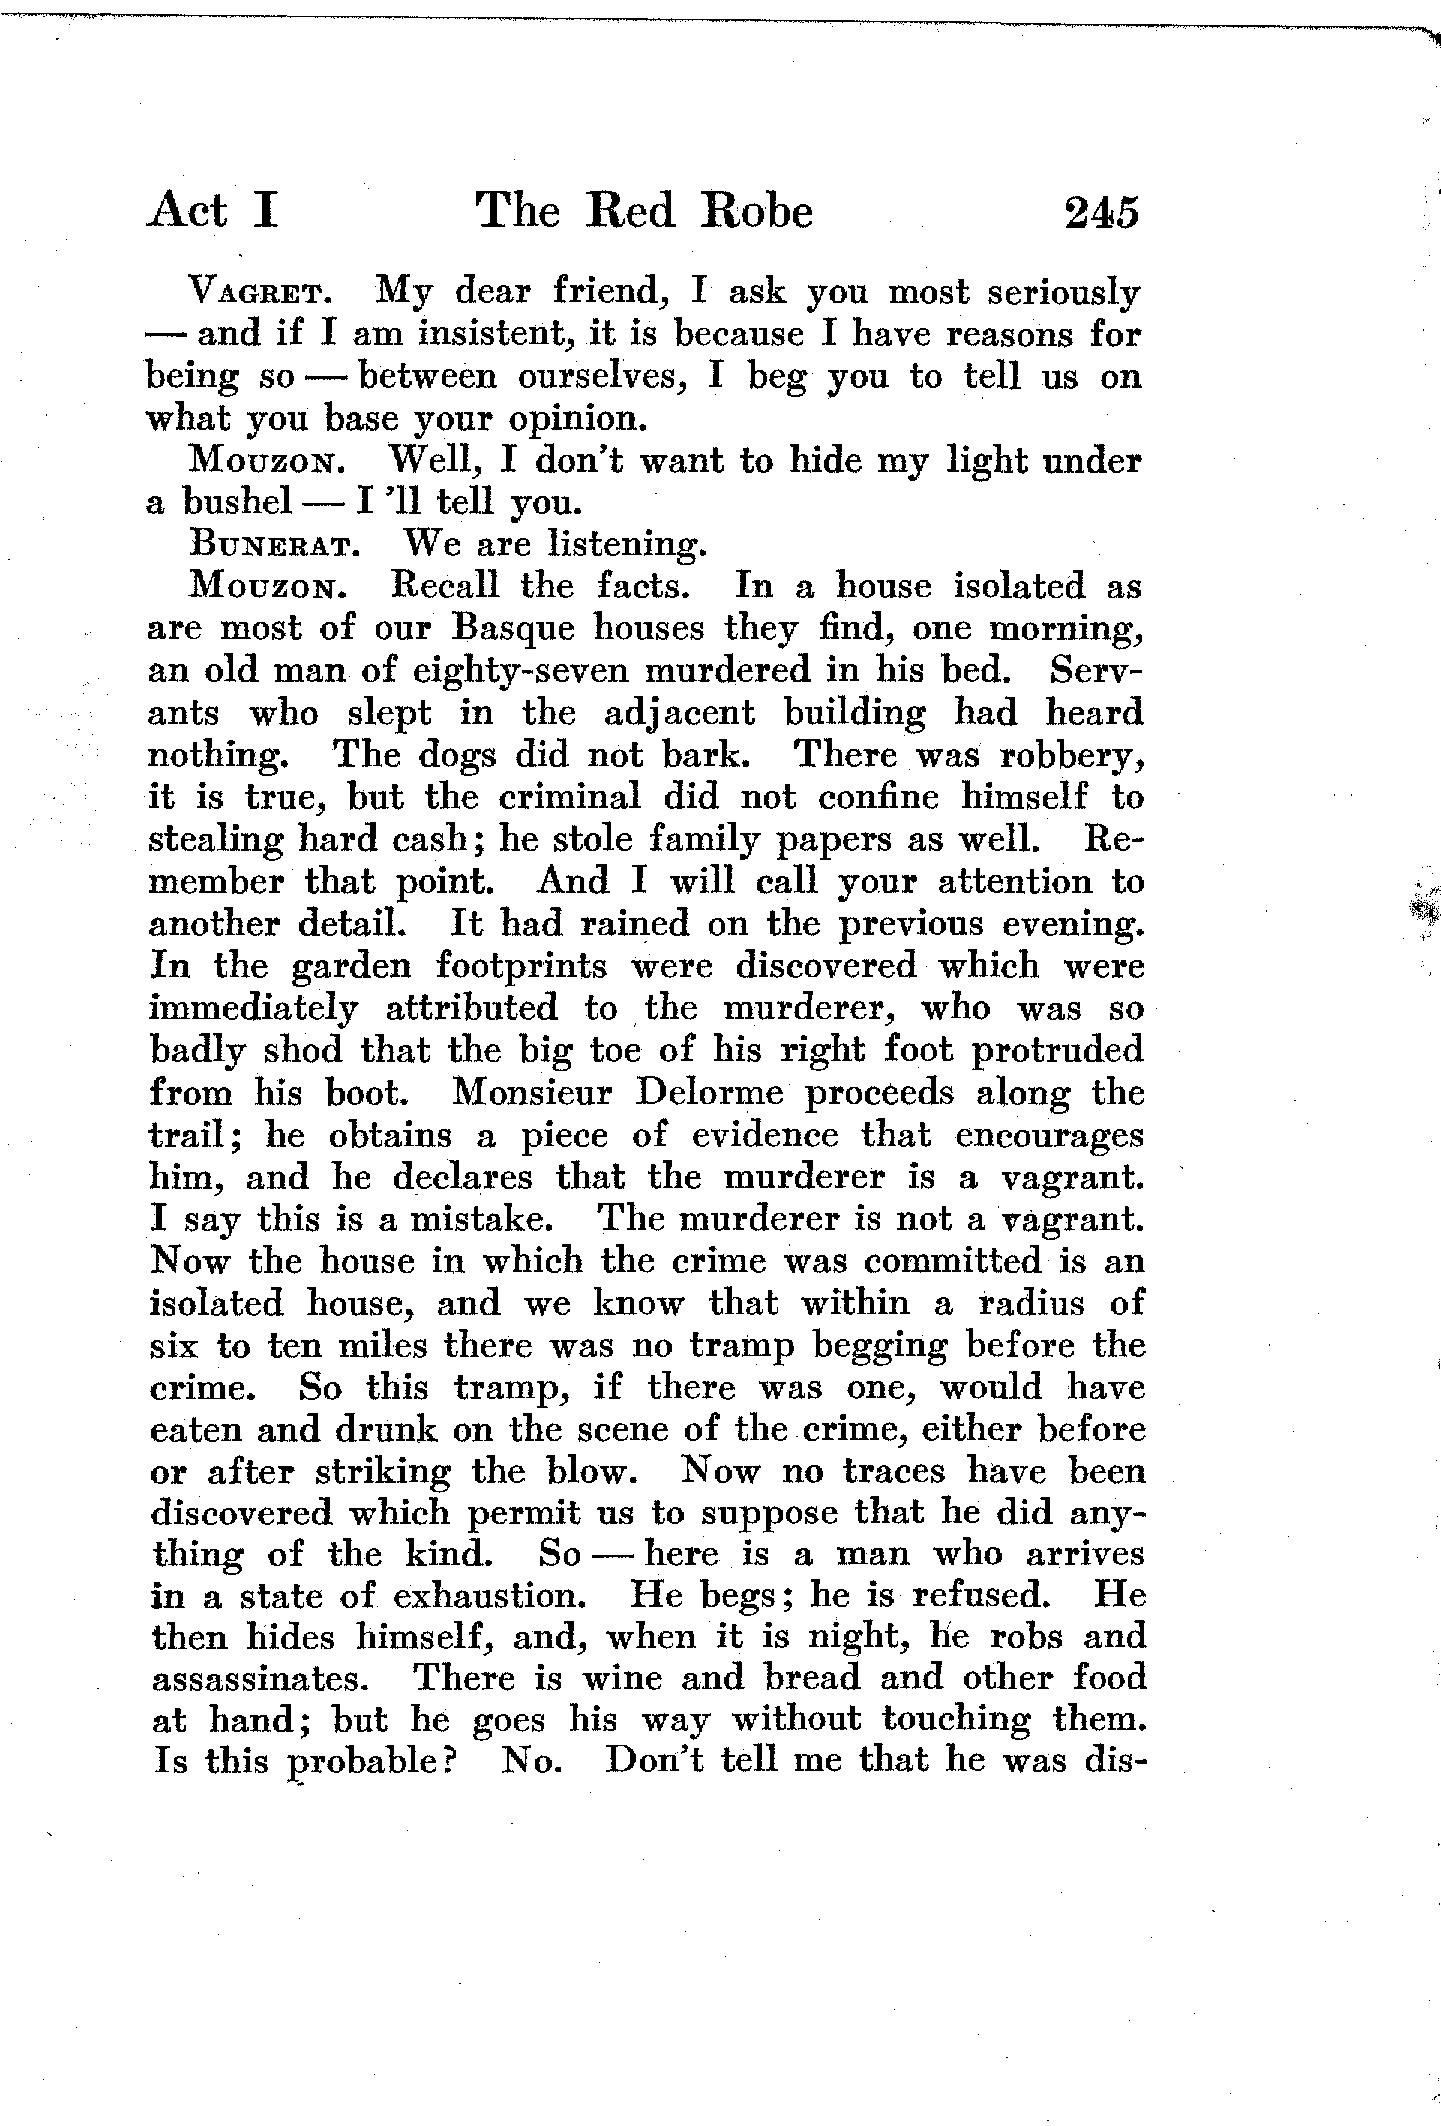 Act I The Red Robe 245
VAGRET. My dear friend, I ask you most seriously
— and if I am insistent, it is because I have reasons for
being so — between ourselves, I beg you to tell us on
what you base your opinion.
MOUZON. Well, I don't want to hide my light under
a bushel — I 'll tell you.
BUNERAT. We are listening.
MOUZON. Recall the facts. In a house isolated as
are most of our Basque houses they find, one morning,
an old man of eighty-seven murdered in his bed. Serv-
ants who slept in the adjacent building had heard
nothing. The dogs did not bark. There was robbery,
it is true, but the criminal did not confine himself to
stealing hard cash; he stole family papers as well. Re-
member that point. And I will call your attention to
another detail. It had rained on the previous evening.
In the garden footprints were discovered which were
immediately attributed to the murderer, who was so
badly shod that the big toe of his right foot protruded
from his boot. Monsieur Delorme proceeds along the
trail; he obtains a piece of evidence that encourages
him, and he declares that the murderer is a vagrant.
I say this is a mistake. The murderer is not a vagrant.
Now the house in which the crime was committed is an
isolated house, and we know that within a radius of
six to ten miles there was no tramp begging before the
crime. So this tramp, if there was one, would have
eaten and drunk on the scene of the crime, either before
or after striking the blow. Now no traces have been
discovered which permit us to suppose that he did any-
thing of the kind. So — here is a man who arrives
in a state of exhaustion. He begs; he is refused. He
then hides himself, and, when it is night, he robs and
assassinates. There is wine and bread and other food
at hand; but he goes his way without touching them.
Is this probable? No. Don't tell me that he was dis-